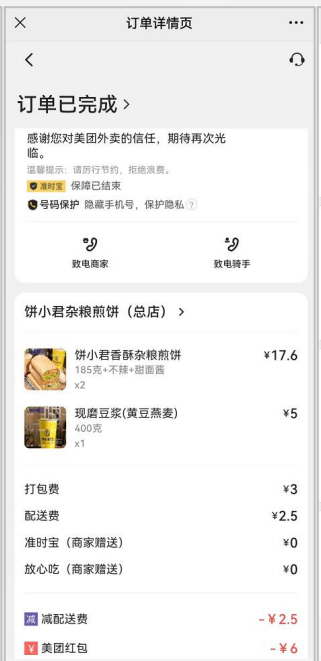 订单详情页
订单已完成
感谢您对美团外卖的信任，期待再次光
临。
温馨提示：请厉行节约，拒绝浪费。
准时宝 保障已结束
号码保护 隐藏手机号，保护隐私
致电商家 致电骑手
饼小君杂粮煎饼（总店）
饼小君香酥杂粮煎饼 ¥17.6
185克+不辣+甜面酱
x2
现磨豆浆(黄豆燕麦) ¥5
400克
x1
打包费 ¥3
配送费 ¥2.5
准时宝（商家赠送） ¥0
放心吃（商家赠送） ¥0
减 减配送费 -¥2.5
¥ 美团红包 -¥6